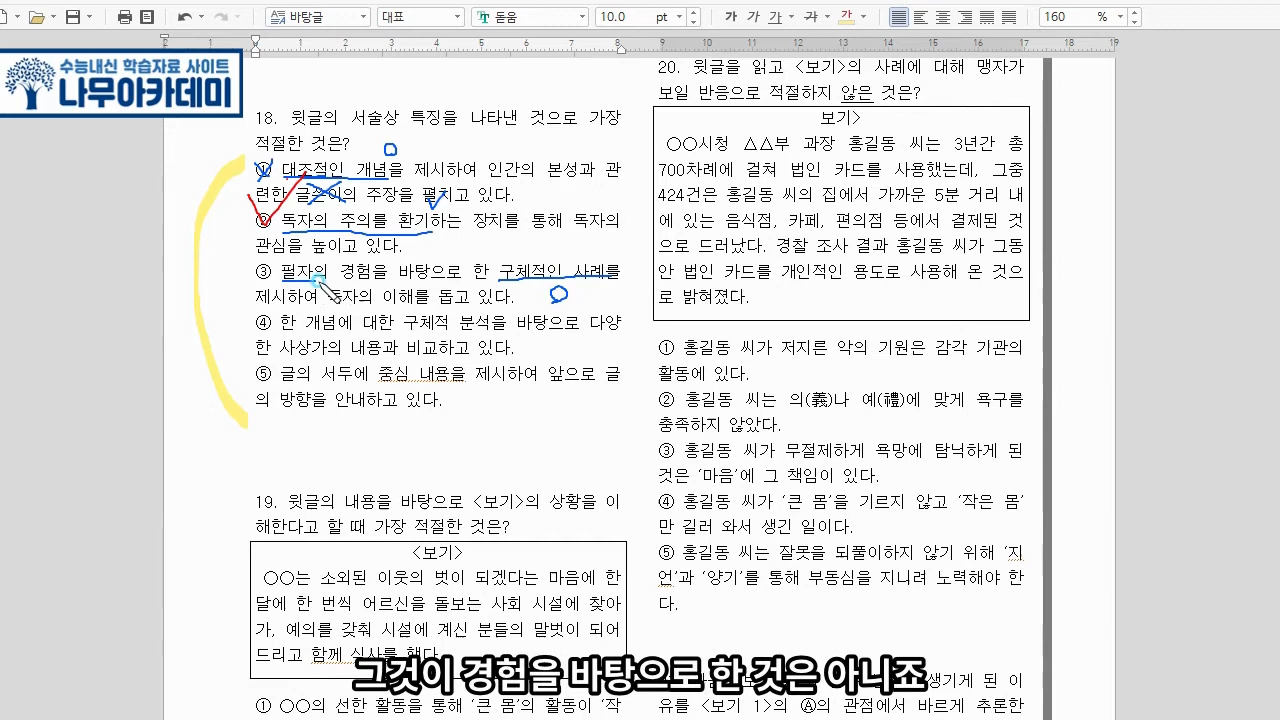 바탕글
대표
돋움
10.0
pt
가
가
가
가
가
160
%
2
1
1
2
3
4
5
6
7
8
9
10
11
12
13
14
15
16
17
18
19
수능내신 학습자료 사이트
나무아카데미
18. 윗글의 서술상 특징을 나타낸 것으로 가장
적절한 것은?
① 대조적인 개념을 제시하여 인간의 본성과 관
련한 글쓴이의 주장을 펼치고 있다.
② 독자의 주의를 환기하는 장치를 통해 독자의
관심을 높이고 있다.
③ 필자의 경험을 바탕으로 한 구체적인 사례를
제시하여 독자의 이해를 돕고 있다.
④ 한 개념에 대한 구체적 분석을 바탕으로 다양
한 사상가의 내용과 비교하고 있다.
⑤ 글의 서두에 중심 내용을 제시하여 앞으로 글
의 방향을 안내하고 있다.
19. 윗글의 내용을 바탕으로 <보기>의 상황을 이
해한다고 할 때 가장 적절한 것은?
<보기>
○○는 소외된 이웃의 벗이 되겠다는 마음에 한
달에 한 번씩 어르신을 돌보는 사회 시설에 찾아
가, 예의를 갖춰 시설에 계신 분들의 말벗이 되어
드리고 함께 식사를 했다.
① ○○의 선한 활동을 통해 '큰 몸'의 활동이 '작
20. 윗글을 읽고 <보기>의 사례에 대해 맹자가
보일 반응으로 적절하지 않은 것은?
보기>
○○시청 △△부 과장 홍길동 씨는 3년간 총
700차례에 걸쳐 법인 카드를 사용했는데, 그중
424건은 홍길동 씨의 집에서 가까운 5분 거리 내
에 있는 음식점, 카페, 편의점 등에서 결제된 것
으로 드러났다. 경찰 조사 결과 홍길동 씨가 그동
안 법인 카드를 개인적인 용도로 사용해 온 것으
로 밝혀졌다.
① 홍길동 씨가 저지른 악의 기원은 감각 기관의
활동에 있다.
② 홍길동 씨는 의(義)나 예(禮)에 맞게 욕구를
충족하지 않았다.
③ 홍길동 씨가 무절제하게 욕망에 탐닉하게 된
것은 '마음'에 그 책임이 있다.
④ 홍길동 씨가 '큰 몸'을 기르지 않고 '작은 몸'
만 길러 와서 생긴 일이다.
⑤ 홍길동 씨는 잘못을 되풀이하지 않기 위해 '지
언'과 '양기'를 통해 부동심을 지니려 노력해야 한
다.
생기게 된 이
유를 <보기 1>의 Ⓐ의 관점에서 바르게 추론한
그것이 경험을 바탕으로 한 것은 아니죠